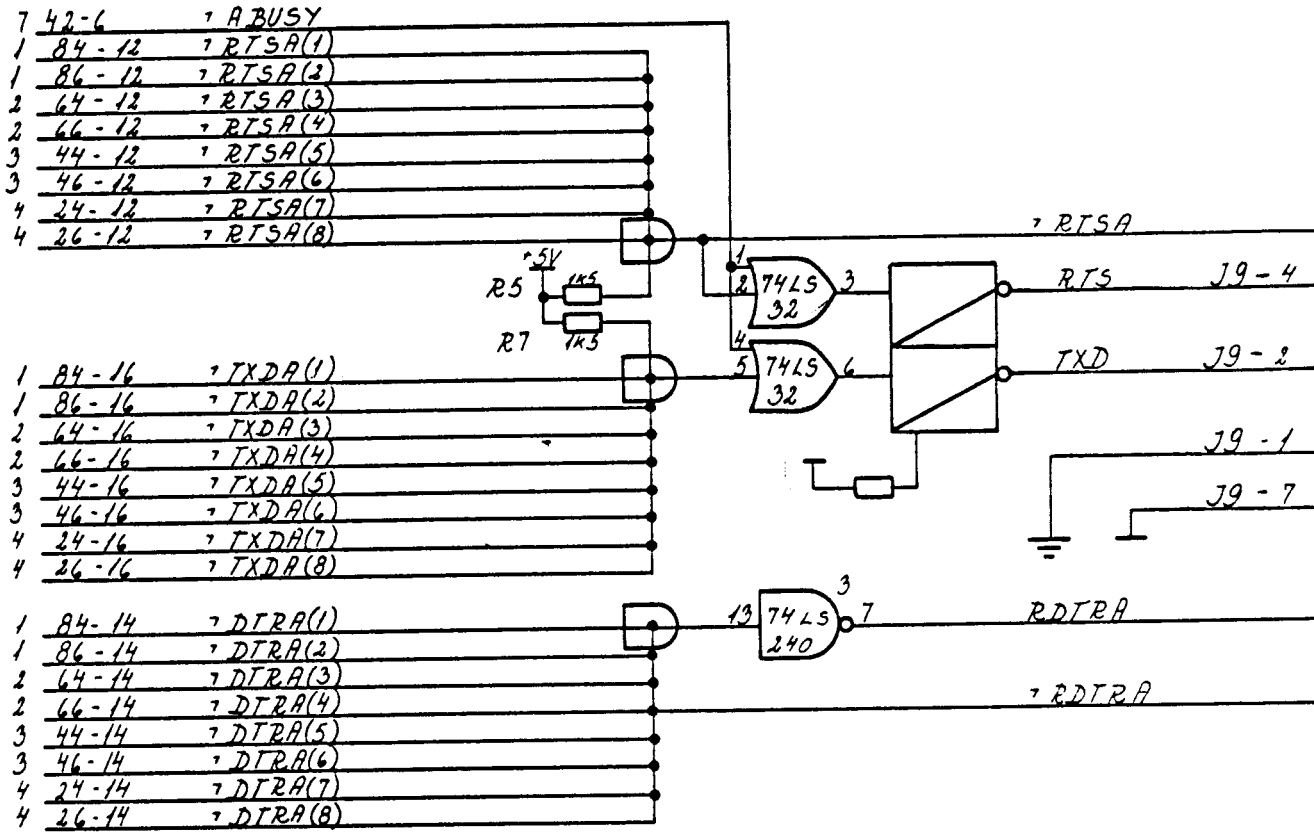 7 42-6 ¬ ABUSY
1 84-12 ¬ RTSA(1)
1 86-12 ¬ RTSA(2)
2 64-12 ¬ RTSA(3)
2 66-12 ¬ RTSA(4)
3 44-12 ¬ RTSA(5)
3 46-12 ¬ RTSA(6)
4 24-12 ¬ RTSA(7)
4 26-12 ¬ RTSA(8)
¬ RTSA
+5V
R5 1K5
R7 1K5
1
2 74LS 3
32
RTS J9-4
4
5 74LS 6
32
TXD J9-2
1 84-16 ¬ TXDA(1)
1 86-16 ¬ TXDA(2)
2 64-16 ¬ TXDA(3)
2 66-16 ¬ TXDA(4)
3 44-16 ¬ TXDA(5)
3 46-16 ¬ TXDA(6)
4 24-16 ¬ TXDA(7)
4 26-16 ¬ TXDA(8)
J9-1
J9-7
1 84-14 ¬ DTRA(1)
1 86-14 ¬ DTRA(2)
2 64-14 ¬ DTRA(3)
2 66-14 ¬ DTRA(4)
3 44-14 ¬ DTRA(5)
3 46-14 ¬ DTRA(6)
4 24-14 ¬ DTRA(7)
4 26-14 ¬ DTRA(8)
3
13 74LS 7
240
RDTRA
¬ RDTRA